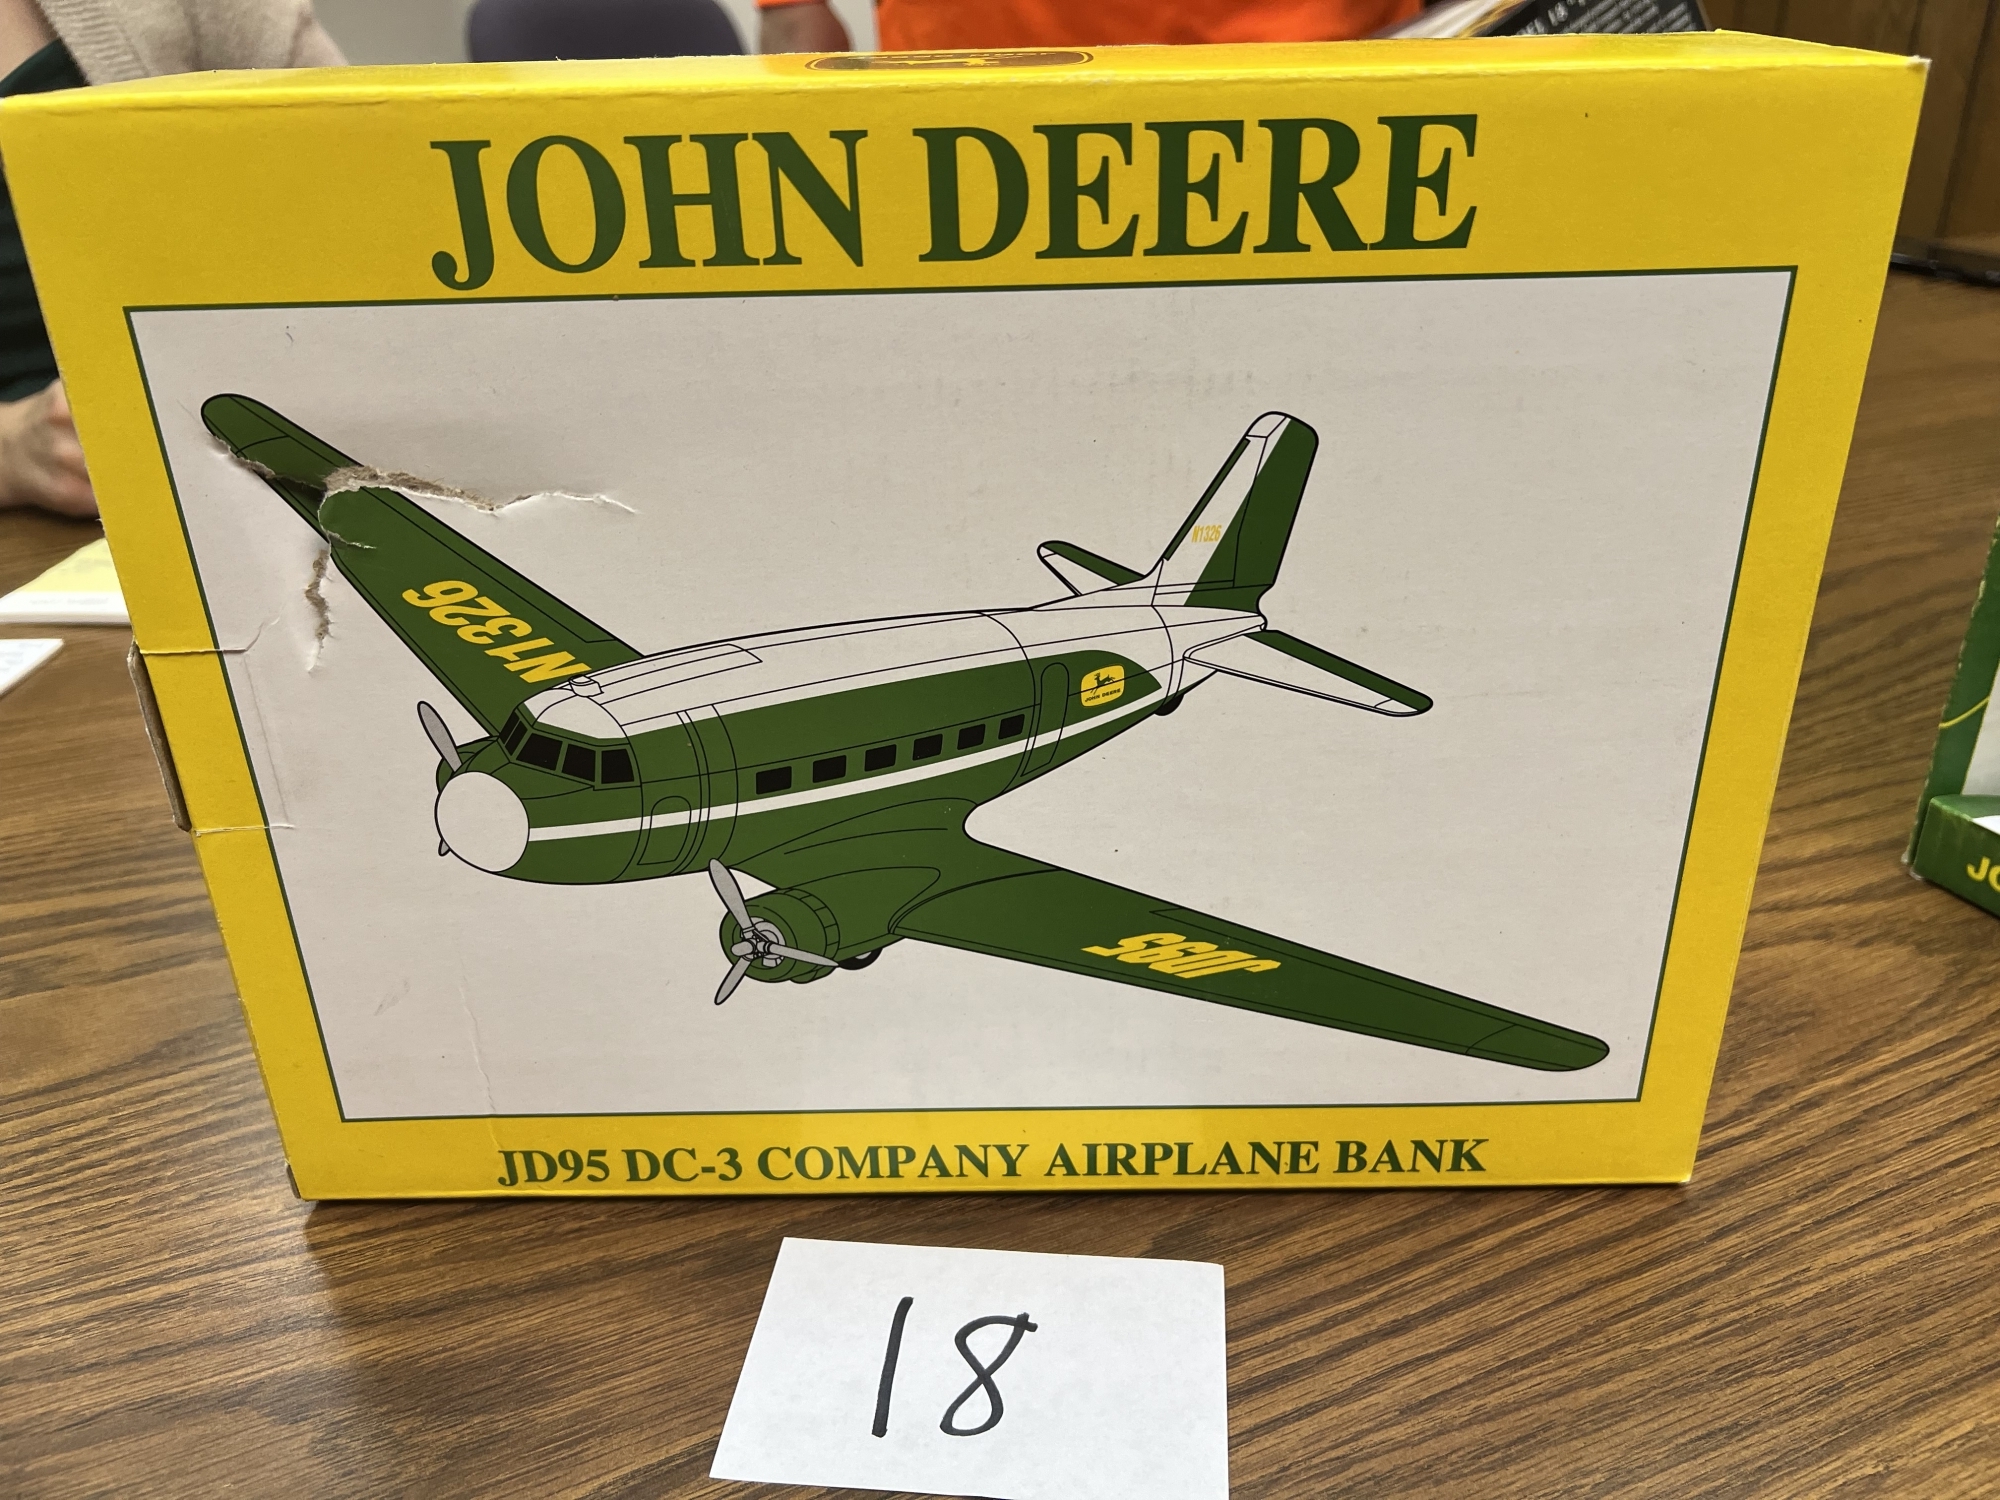 JOHN DEERE
N1326
N1326
JOHN DEERE
JD95
JD95 DC-3 COMPANY AIRPLANE BANK
18